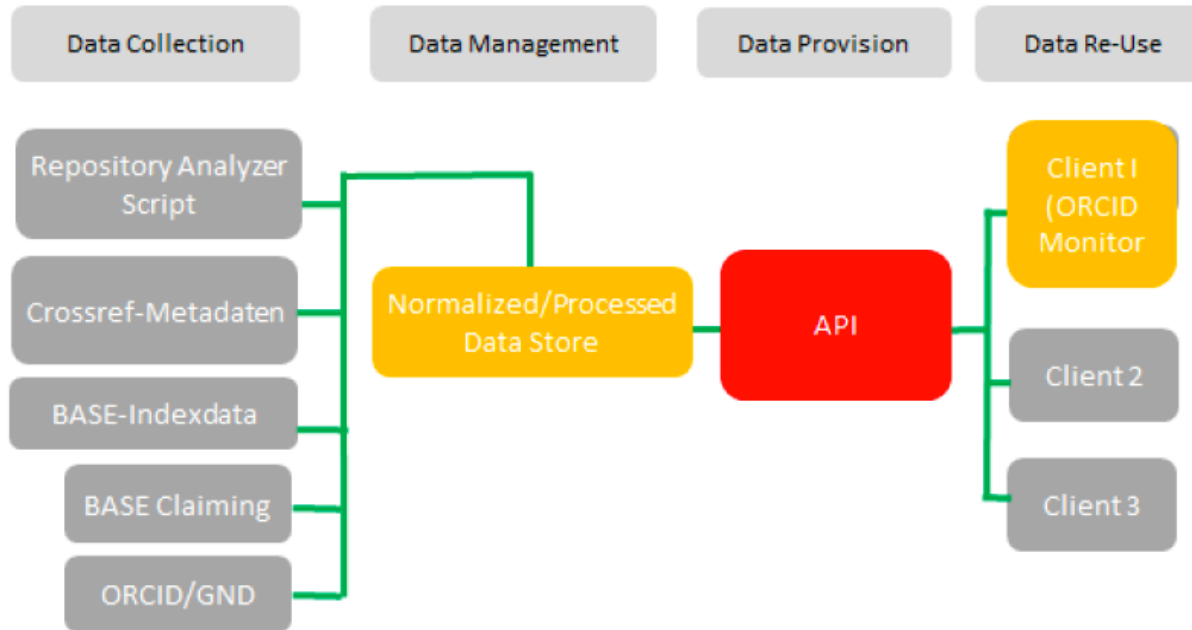 Data Collection
Data Management
Data Provision
Data Re-Use
Repository Analyzer
Script
Crossref-Metadaten
BASE-Indexdata
BASE Claiming
ORCID/GND
Normalized/Processed
Data Store
API
Client I
(ORCID
Monitor
Client 2
Client 3